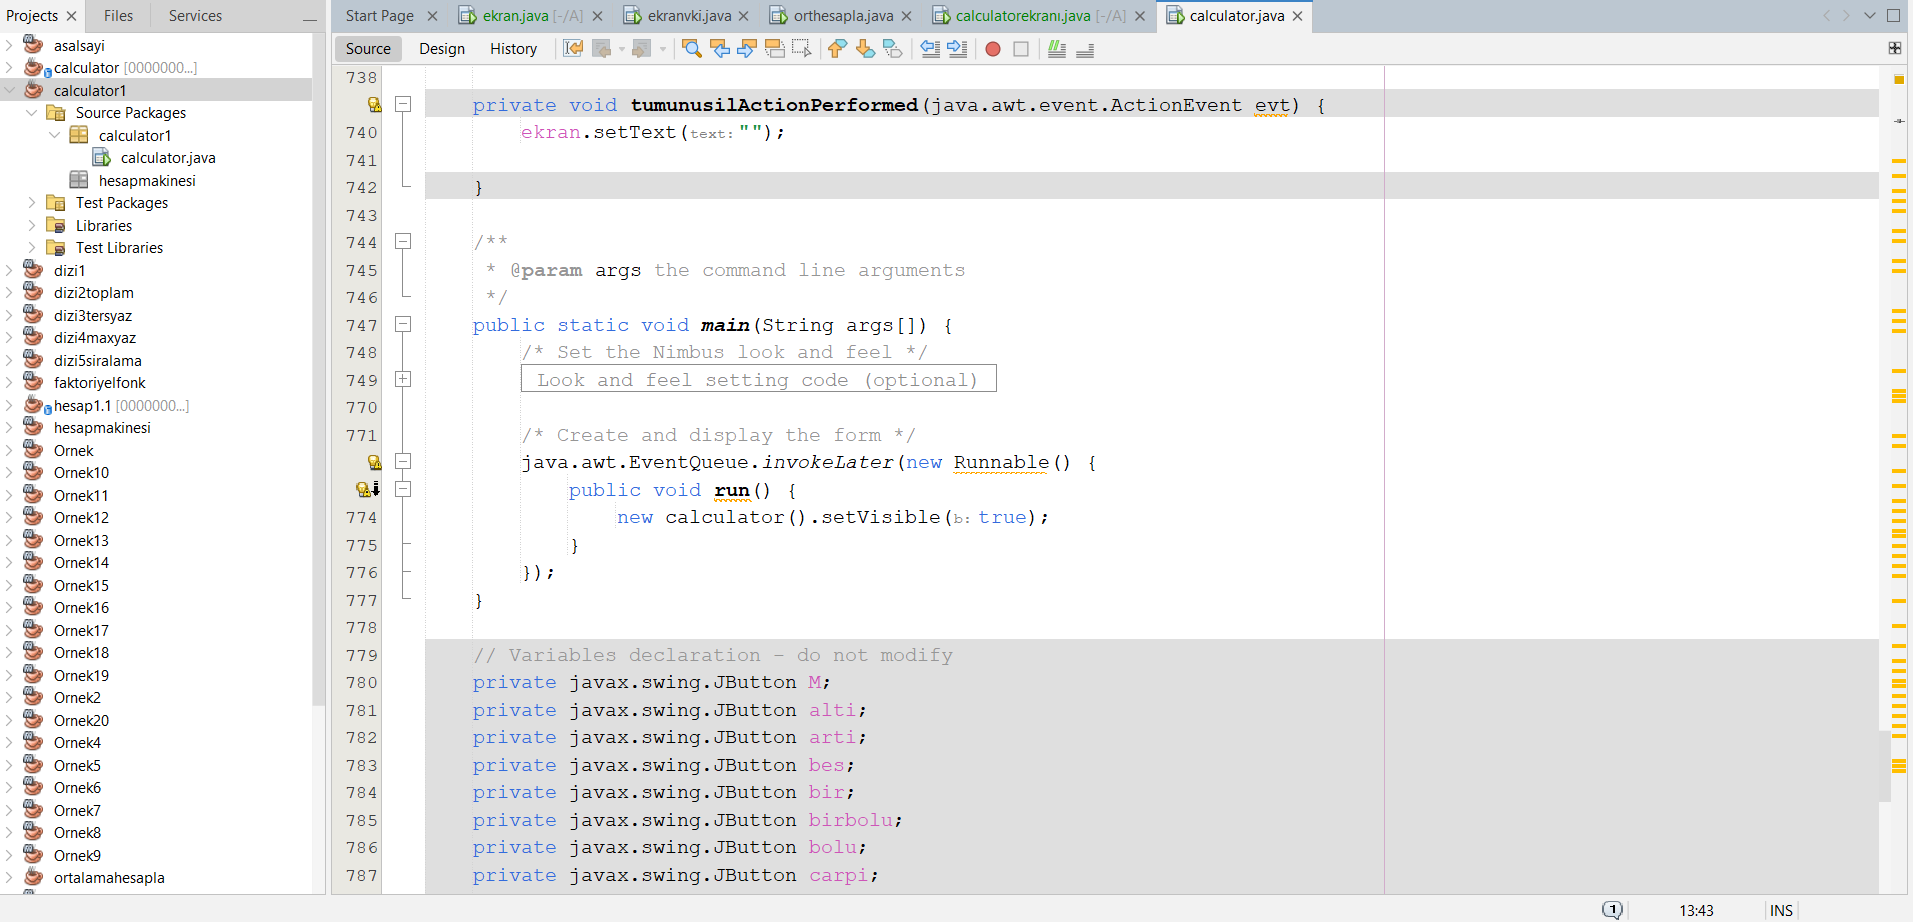 Projects
Files
Services
asalsayi
calculator [0000000...]
calculator1
Source Packages
calculator1
calculator.java
hesapmakinesi
Test Packages
Libraries
Test Libraries
dizi1
dizi2toplam
dizi3tersyaz
dizi4maxyaz
dizi5siralama
faktoriyelfonk
hesap1.1 [0000000...]
hesapmakinesi
Ornek
Ornek10
Ornek11
Ornek12
Ornek13
Ornek14
Ornek15
Ornek16
Ornek17
Ornek18
Ornek19
Ornek2
Ornek20
Ornek4
Ornek5
Ornek6
Ornek7
Ornek8
Ornek9
ortalamahesapla
Start Page
ekran.java [-/A]
ekranvki.java
orthesapla.java
calculatorekranı.java [-/A]
calculator.java
Source Design History
738
private void tumunusilActionPerformed(java.awt.event.ActionEvent evt) {
740 ekran.setText(text:"");
741
742 }
743
744 /**
745 * @param args the command line arguments
746 */
747 public static void main(String args[]) {
748 /* Set the Nimbus look and feel */
749 Look and feel setting code (optional)
770
771 /* Create and display the form */
java.awt.EventQueue.invokeLater(new Runnable() {
public void run() {
774 new calculator().setVisible(b:true);
775 }
776 });
777 }
778
779 // Variables declaration - do not modify
780 private javax.swing.JButton M;
781 private javax.swing.JButton alti;
782 private javax.swing.JButton arti;
783 private javax.swing.JButton bes;
784 private javax.swing.JButton bir;
785 private javax.swing.JButton birbolu;
786 private javax.swing.JButton bolu;
787 private javax.swing.JButton carpi;
1
13:43
INS